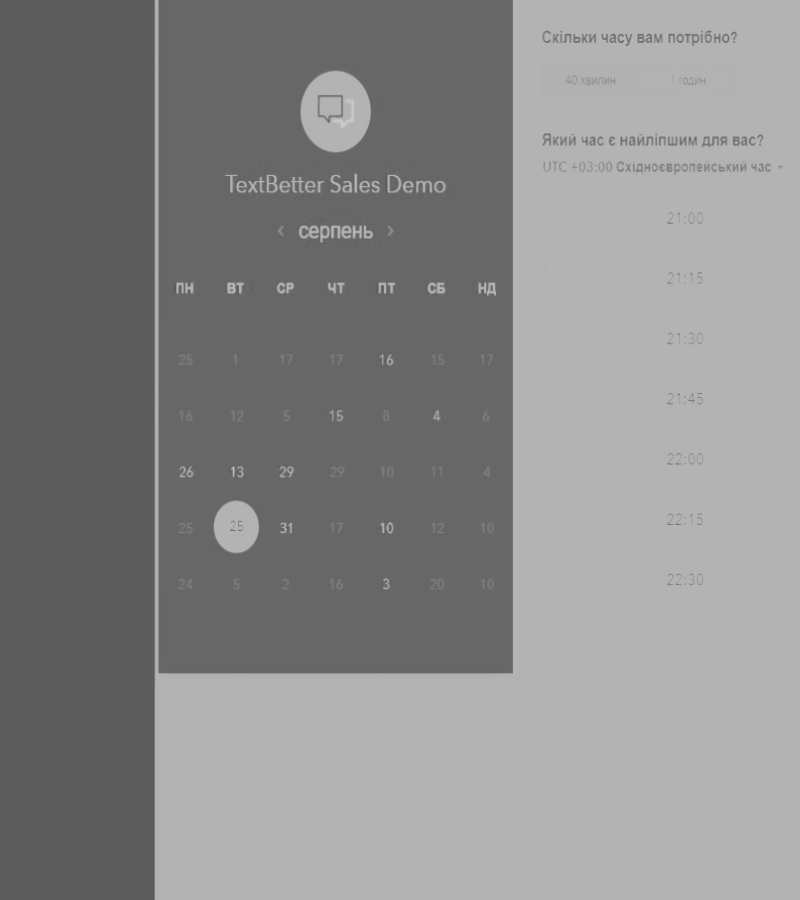 TextBetter Sales Demo
‹ серпень ›
ПН ВТ СР ЧТ ПТ СБ НД
25 1 17 17 16 15 17
16 12 5 15 8 4 6
26 13 29 29 10 11 4
25 25 31 17 10 12 10
24 5 2 16 3 20 10
Скільки часу вам потрібно?
40 хвилин 1 годин
Який час є найліпшим для вас?
UTC +03:00 Східноєвропейський час
21:00
21:15
21:30
21:45
22:00
22:15
22:30